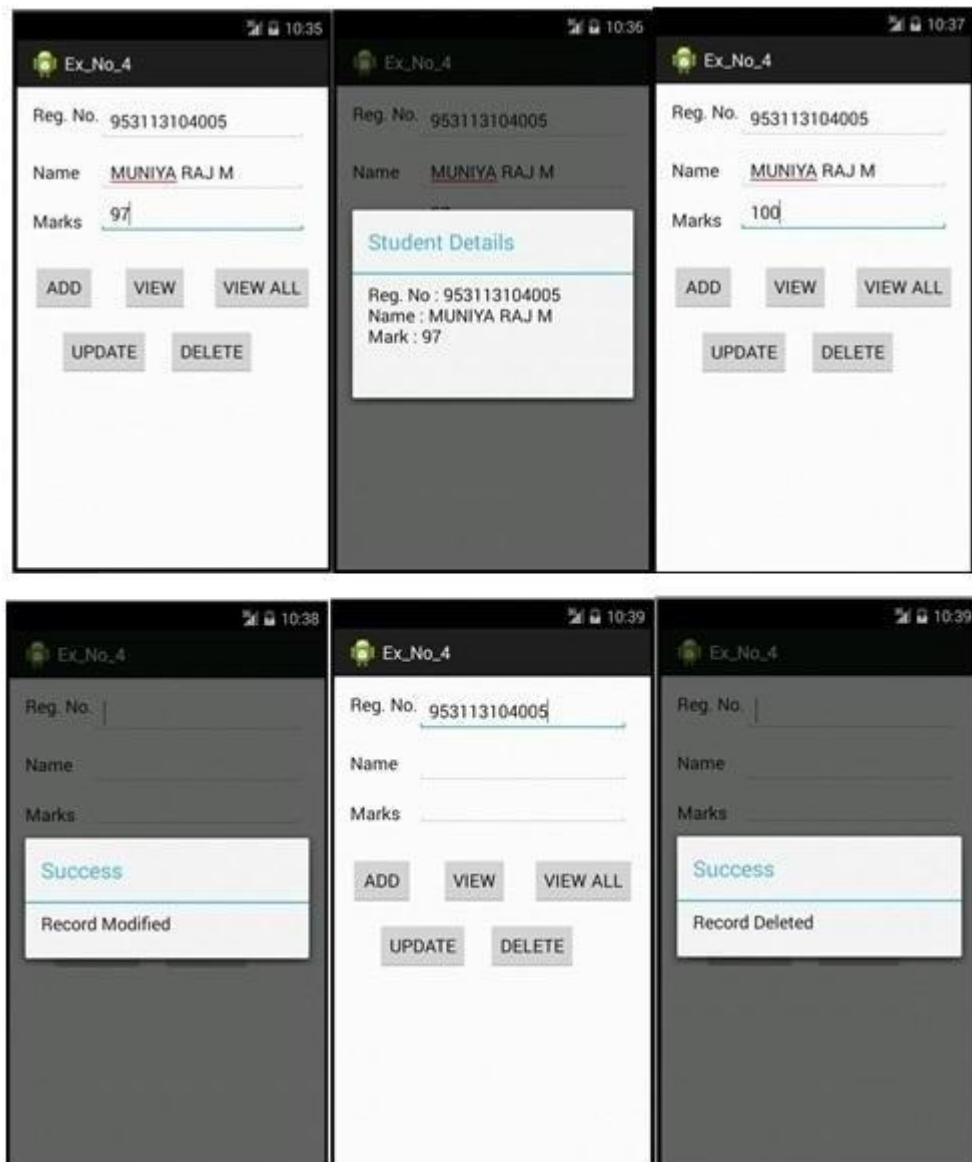 10:35
Ex_No_4
Reg. No. 953113104005
Name MUNIYA RAJ M
Marks 97
ADD VIEW VIEW ALL
UPDATE DELETE
10:36
Ex_No_4
Reg. No. 953113104005
Name MUNIYA RAJ M
Student Details
Reg. No : 953113104005
Name : MUNIYA RAJ M
Mark : 97
10:37
Ex_No_4
Reg. No. 953113104005
Name MUNIYA RAJ M
Marks 100
ADD VIEW VIEW ALL
UPDATE DELETE
10:38
Ex_No_4
Reg. No.
Name
Marks
Success
Record Modified
10:39
Ex_No_4
Reg. No. 953113104005
Name
Marks
ADD VIEW VIEW ALL
UPDATE DELETE
10:39
Ex_No_4
Reg. No.
Name
Marks
Success
Record Deleted